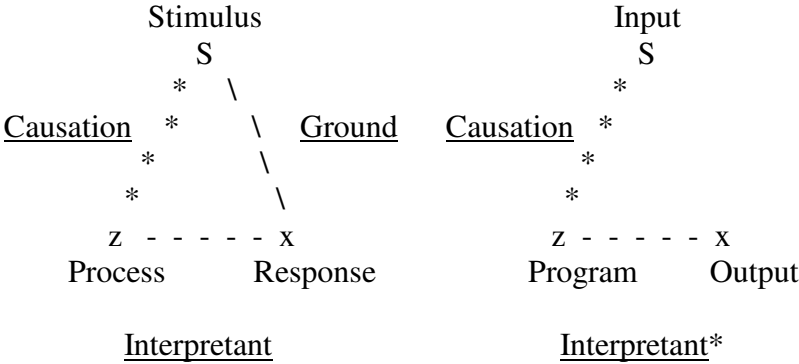 Stimulus Input
S S
* \ *
Causation * \ Ground Causation *
* \ *
* \ *
z - - - - - x z - - - - - x
Process Response Program Output
Interpretant Interpretant*